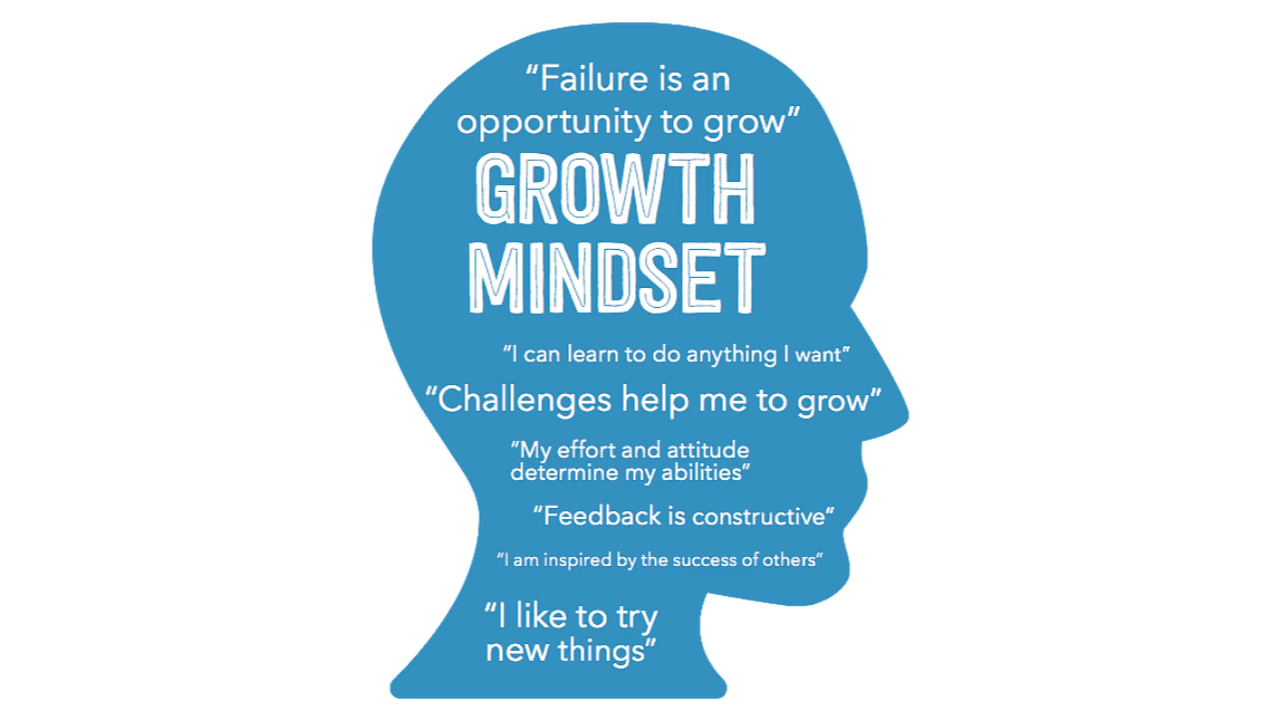 “Failure is an
opportunity to grow”
GROWTH
MINDSET
“I can learn to do anything I want”
“Challenges help me to grow”
“My effort and attitude
determine my abilities”
“Feedback is constructive”
“I am inspired by the success of others”
“I like to try
new things”